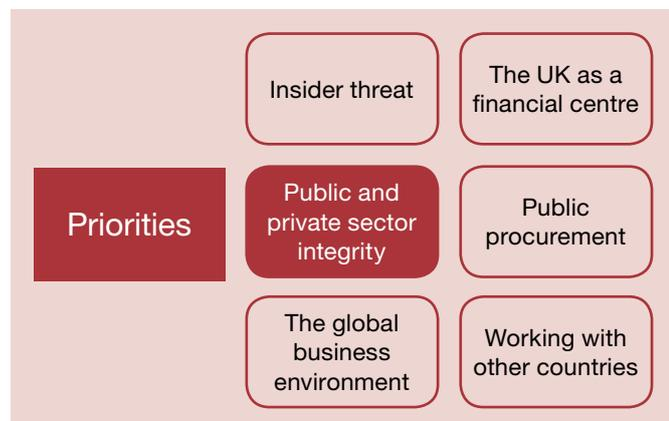 Priorities
Insider threat
The UK as a
financial centre
Public and
private sector
integrity
Public
procurement
The global
business
environment
Working with
other countries